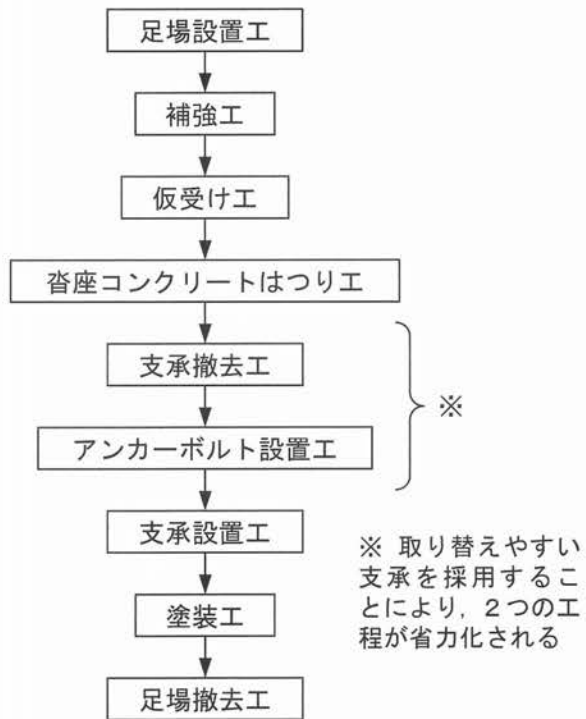 足場設置工
補強工
仮受け工
沓座コンクリートはつり工
支承撤去工
※
アンカーボルト設置工
支承設置工
※ 取り替えやすい
支承を採用するこ
とにより，２つの工
程が省力化される
塗装工
足場撤去工